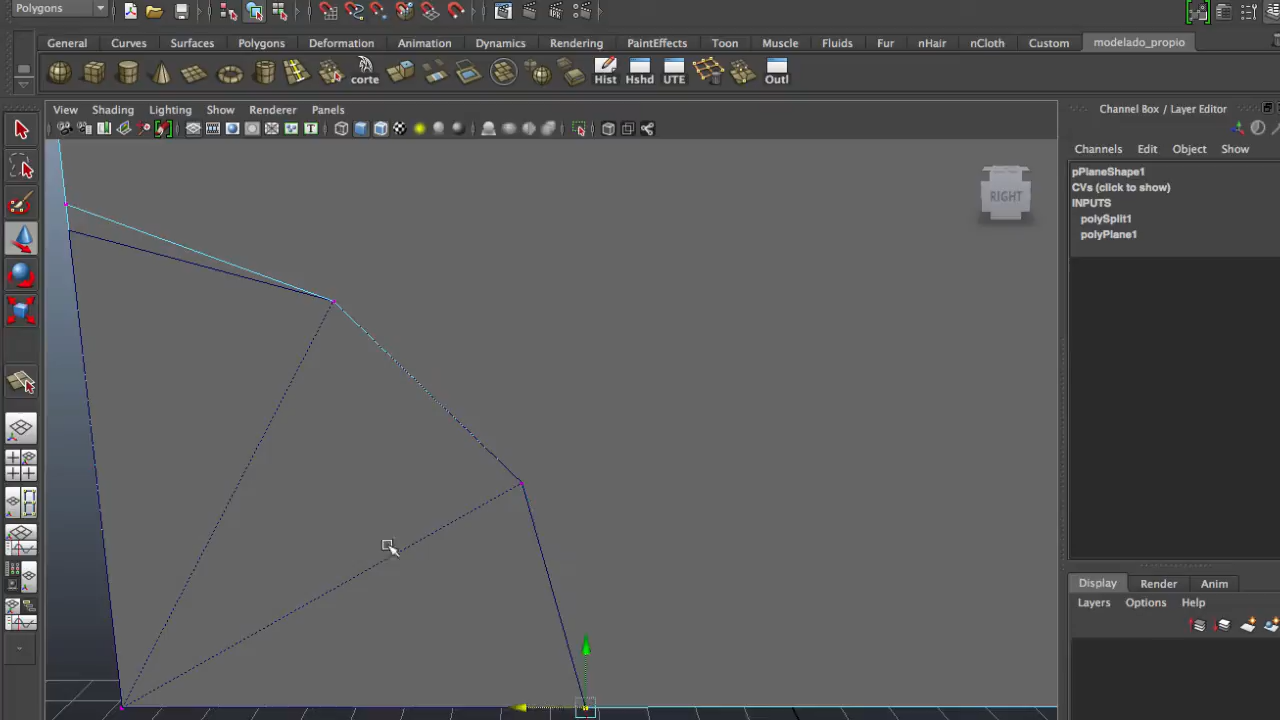 Polygons
General Curves Surfaces Polygons Deformation Animation Dynamics Rendering PaintEffects Toon Muscle Fluids Fur nHair nCloth Custom modelado_propio
corte Hist Hshd UTE Outl
View Shading Lighting Show Renderer Panels
Channel Box / Layer Editor
Channels Edit Object Show
pPlaneShape1
CVs (click to show)
INPUTS
polySplit1
polyPlane1
RIGHT
Display Render Anim
Layers Options Help